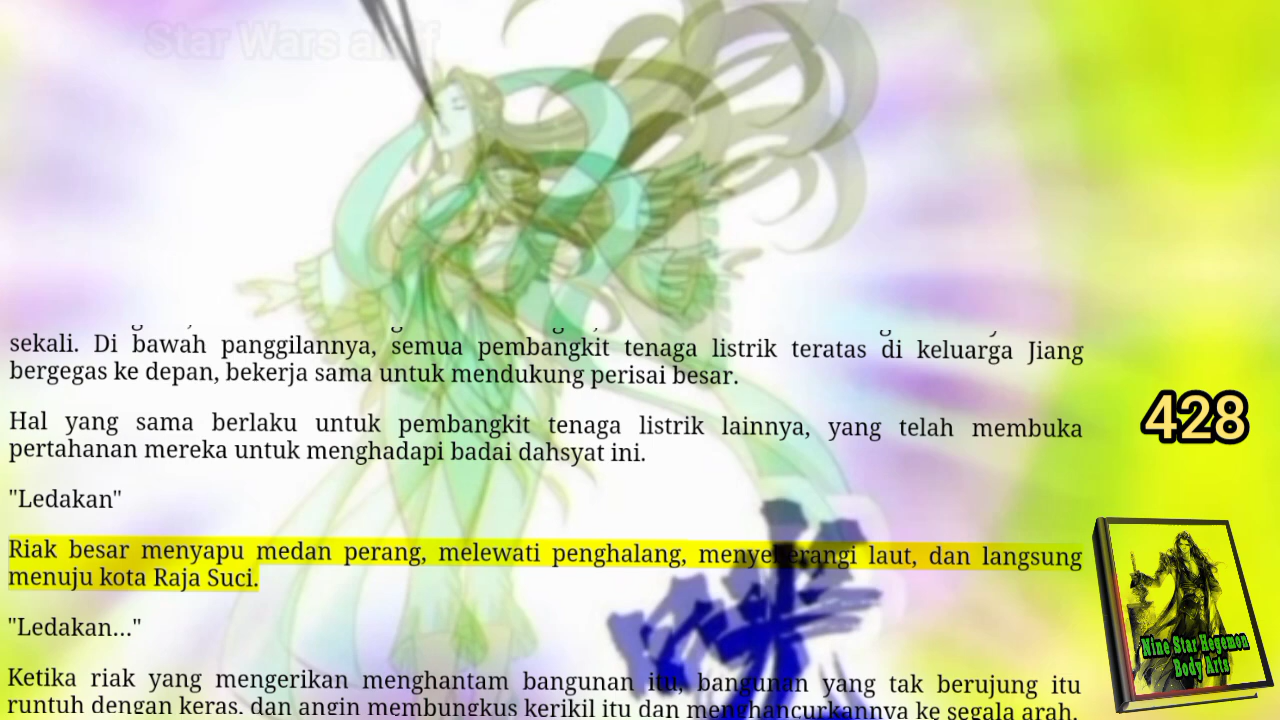 Star Wars
sekali. Di bawah panggilannya, semua pembangkit tenaga listrik teratas di keluarga Jiang
bergegas ke depan, bekerja sama untuk mendukung perisai besar.
Hal yang sama berlaku untuk pembangkit tenaga listrik lainnya, yang telah membuka
pertahanan mereka untuk menghadapi badai dahsyat ini.
428
"Ledakan"
Riak besar menyapu medan perang, melewati penghalang, menyeberangi laut, dan langsung
menuju kota Raja Suci.
"Ledakan..."
Ketika riak yang mengerikan menghantam bangunan itu, bangunan yang tak berujung itu
runtuh dengan keras, dan angin membungkus kerikil itu dan menghancurkannya ke segala arah.
Nine Star Hegemon
Body Arts